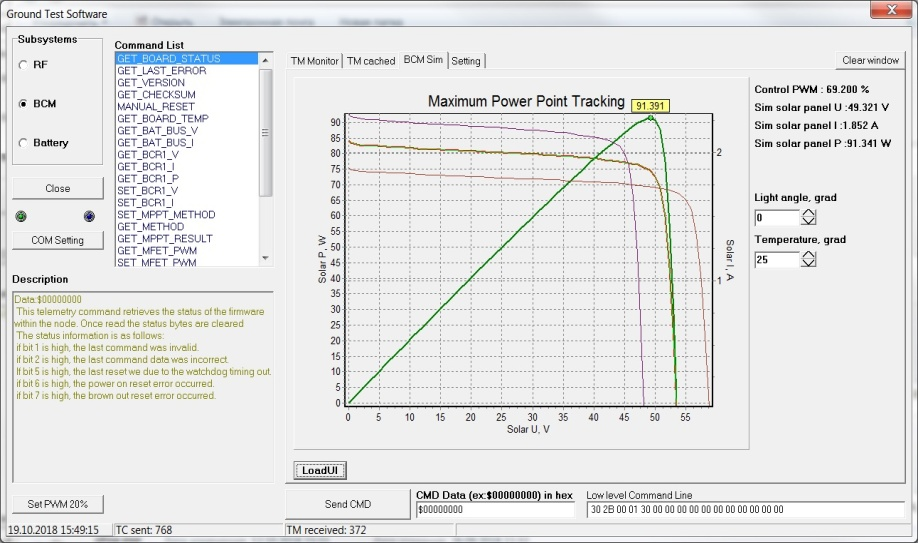 Ground Test Software
Subsystems
RF
BCM
Battery
Close
COM Setting
Command List
GET_BOARD_STATUS
GET_LAST_ERROR
GET_VERSION
GET_CHECKSUM
MANUAL_RESET
GET_BOARD_TEMP
GET_BAT_BUS_V
GET_BAT_BUS_I
GET_BCR1_V
GET_BCR1_I
GET_BCR1_P
SET_BCR1_V
SET_BCR1_I
SET_MPPT_METHOD
GET_METHOD
GET_MPPT_RESULT
GET_MFET_PWM
SET_MFET_PWM
Description
Data:$00000000
This telemetry command retrieves the status of the firmware
within the node. Once read the status bytes are cleared
The status information is as follows:
if bit 1 is high, the last command was invalid.
if bit 2 is high, the last command data was incorrect.
If bit 5 is high, the last reset we due to the watchdog timing out.
if bit 6 is high, the power on reset error occurred.
if bit 7 is high, the brown out reset error occurred.
Set PWM 20%
TM Monitor TM cached BCM Sim Setting
Clear window
Maximum Power Point Tracking
91.391
90
85
80
75
70
65
60
55
50
45
40
35
30
25
20
15
10
5
0
Solar P, W
0 5 10 15 20 25 30 35 40 45 50 55
Solar U, V
2
1
Solar I, A
Control PWM : 69.200 %
Sim solar panel U :49.321 V
Sim solar panel I :1.852 A
Sim solar panel P :91.341 W
Light angle, grad
0
Temperature, grad
25
LoadUI
Send CMD
CMD Data (ex:$00000000) in hex
$00000000
Low level Command Line
30 2B 00 01 30 00 00 00 00 00 00 00 00 00 00 00
19.10.2018 15:49:15 TC sent: 768 TM received: 372